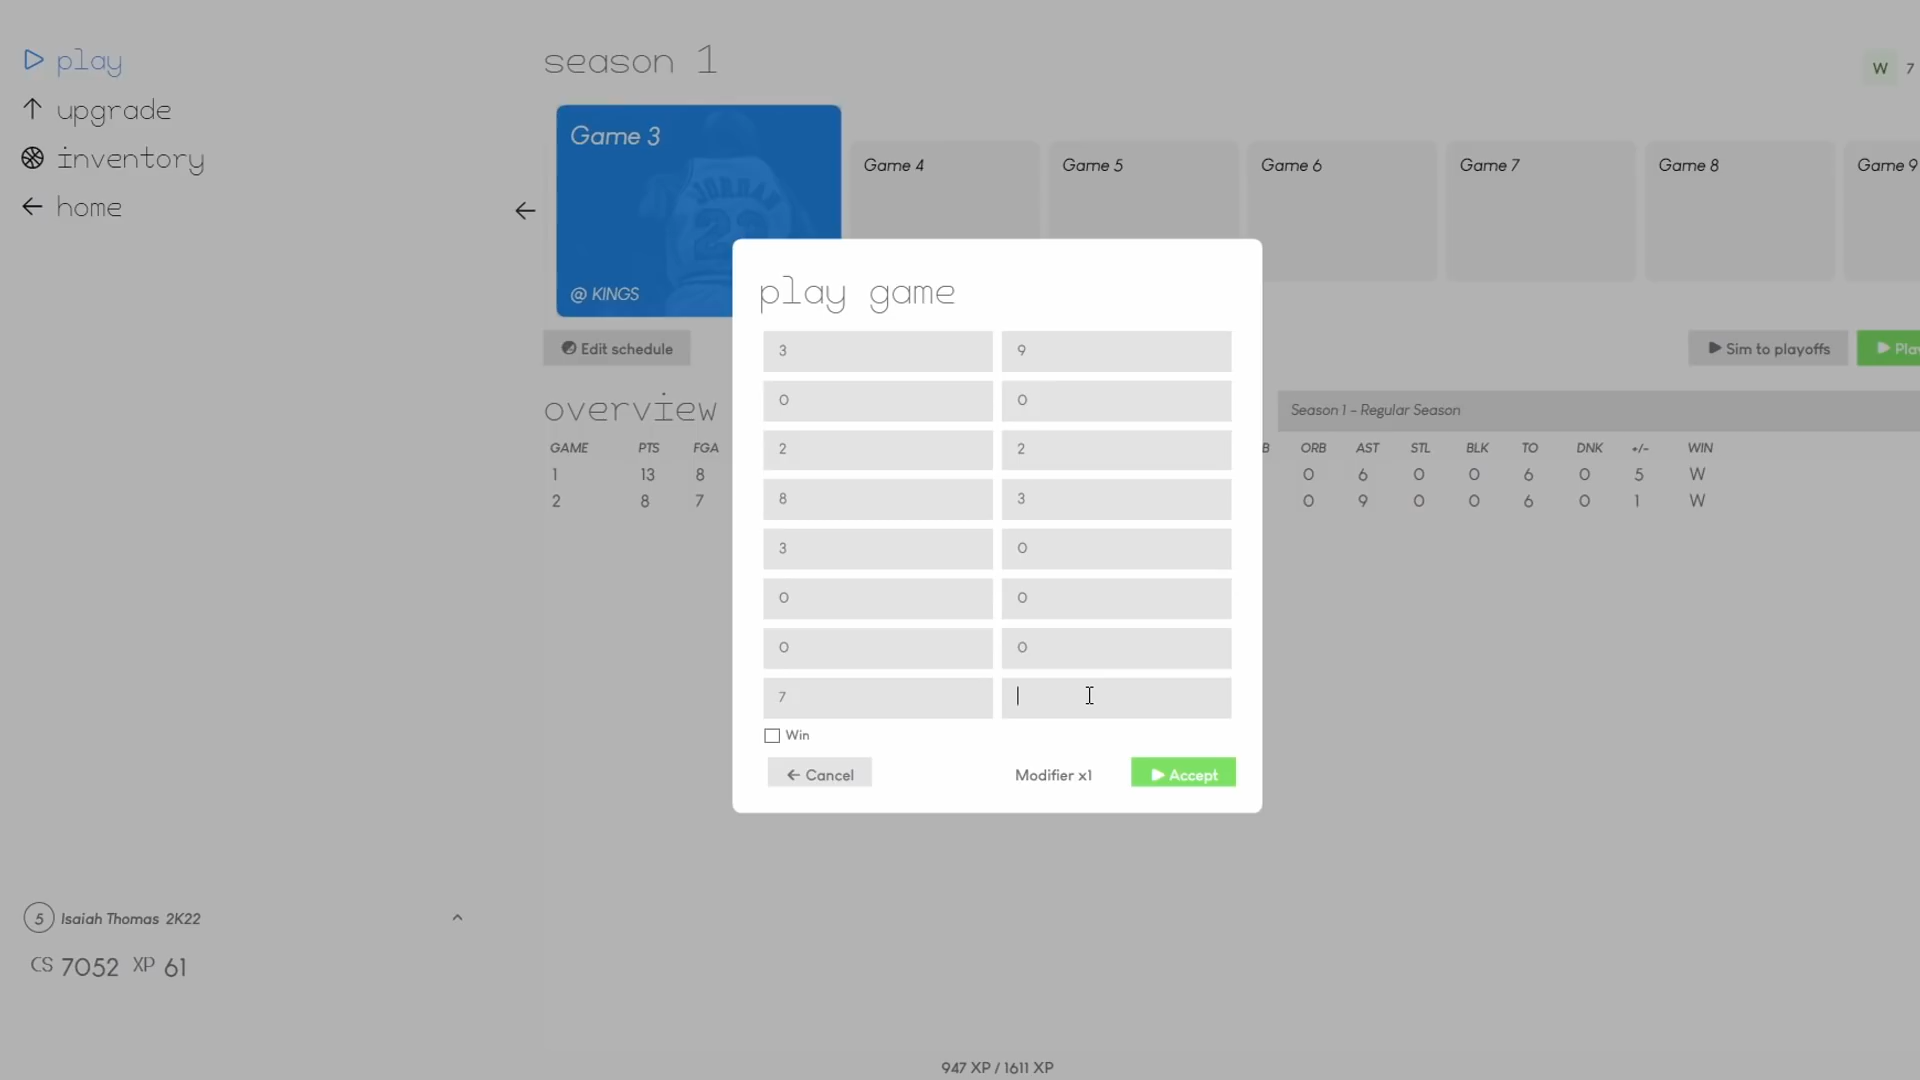 play
upgrade
inventory
home
season 1
W 7
Game 3
JORDAN
23
@ KINGS
Game 4
Game 5
Game 6
Game 7
Game 8
Game 9
Edit schedule
Sim to playoffs
overview
Season 1 - Regular Season
GAME PTS FGA B ORB AST STL BLK TO DNK +/- WIN
1 13 8 0 6 0 0 6 0 5 W
2 8 7 0 9 0 0 6 0 1 W
play game
3 9
0 0
2 2
8 3
3 0
0 0
0 0
7
Win
Cancel
Modifier x1
Accept
5 Isaiah Thomas 2K22
CS 7052 XP 61
947 XP / 1611 XP